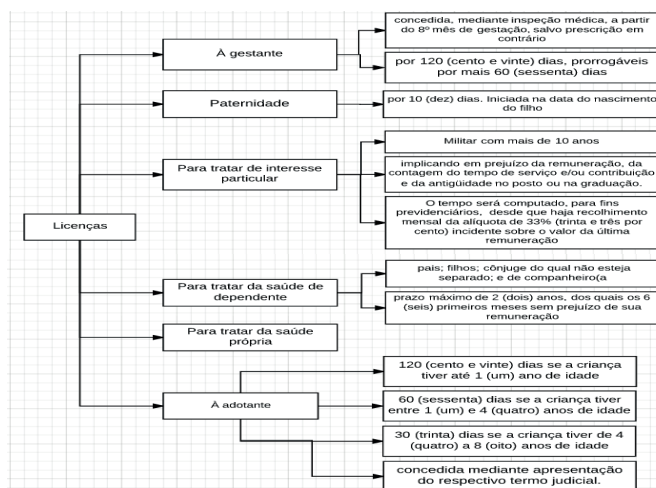 concedida, mediante inspeção médica, a partir
do 8º mês de gestação, salvo prescrição em
contrário
À gestante
por 120 (cento e vinte) dias, prorrogáveis
por mais 60 (sessenta) dias
Paternidade
por 10 (dez) dias. Iniciada na data do nascimento
do filho
Militar com mais de 10 anos
Para tratar de interesse
particular
implicando em prejuízo da remuneração, da
contagem do tempo de serviço e/ou contribuição
e da antigüidade no posto ou na graduação.
O tempo será computado, para fins
previdenciários, desde que haja recolhimento
mensal da alíquota de 33% (trinta e três por
cento) incidente sobre o valor da última
remuneração
Licenças
Para tratar da saúde de
dependente
pais; filhos; cônjuge do qual não esteja
separado; e de companheiro(a
prazo máximo de 2 (dois) anos, dos quais os 6
(seis) primeiros meses sem prejuízo de sua
remuneração
Para tratar da saúde
própria
À adotante
120 (cento e vinte) dias se a criança
tiver até 1 (um) ano de idade
60 (sessenta) dias se a criança tiver
entre 1 (um) e 4 (quatro) anos de idade
30 (trinta) dias se a criança tiver de 4
(quatro) a 8 (oito) anos de idade
concedida mediante apresentação
do respectivo termo judicial.